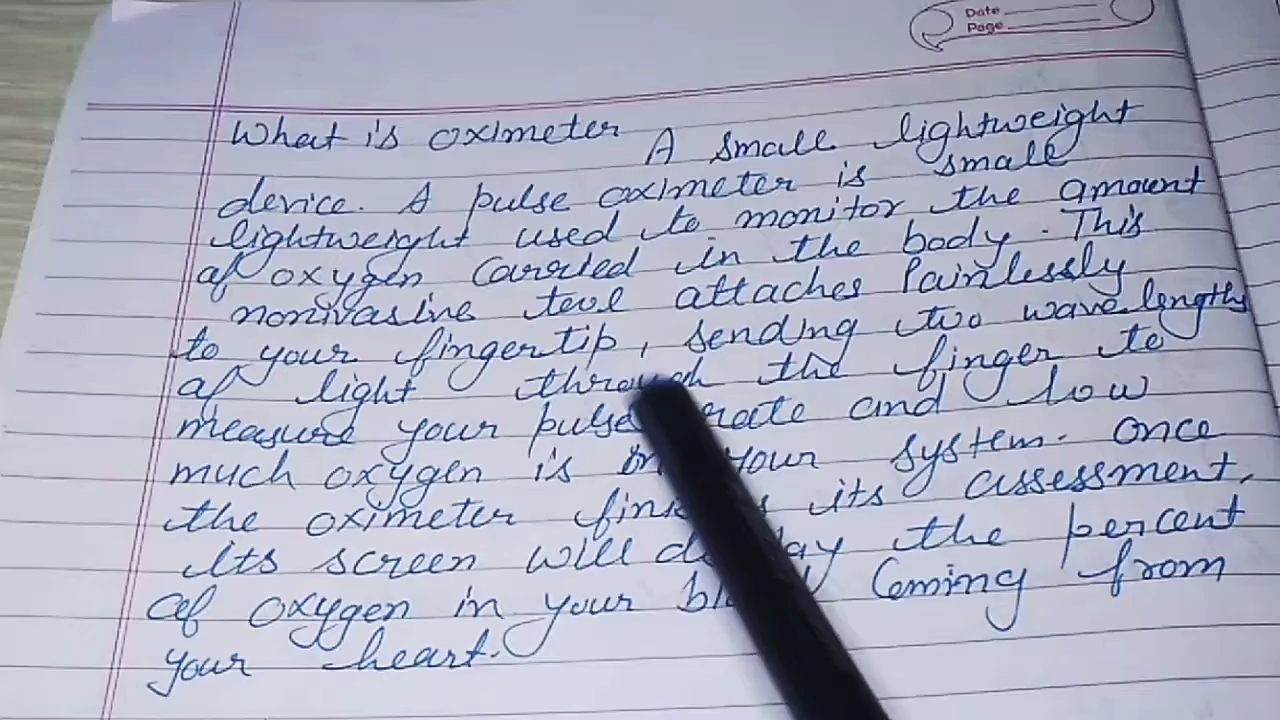 Date
Page
What is oximeter A small lightweight
device. A pulse oximeter is small
lightweight used to monitor the amount
of oxygen carried in the body. This
nonivasive tool attaches Painlessly
to your fingertip, sending two wavelengths
of light through the finger to
measure your pulse rate and how
much oxygen is in your system. once
the oximeter its assessment,
its screen will the percent
of oxygen in your coming from
your heart.